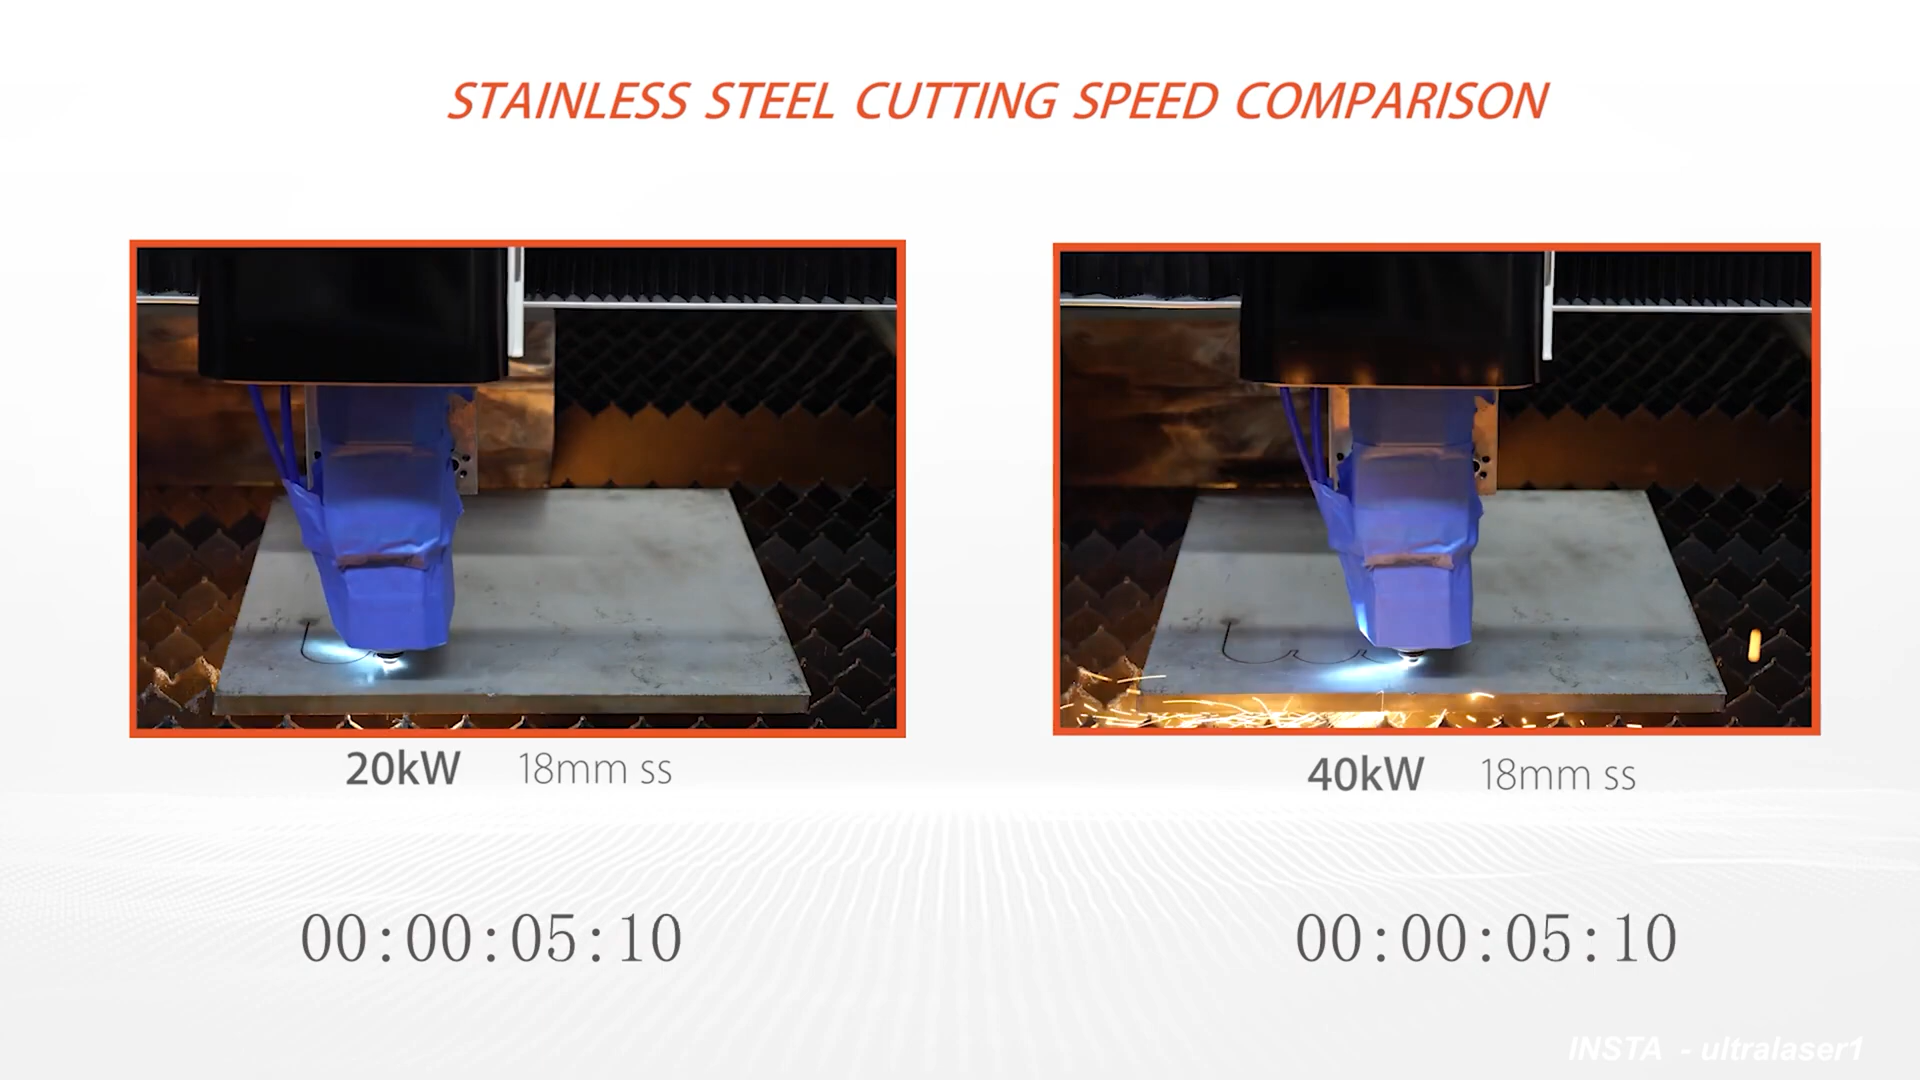 STAINLESS STEEL CUTTING SPEED COMPARISON
20kW 18mm ss
40kW 18mm ss
00:00:05:10
00:00:05:10
INSTA - ultralaser1